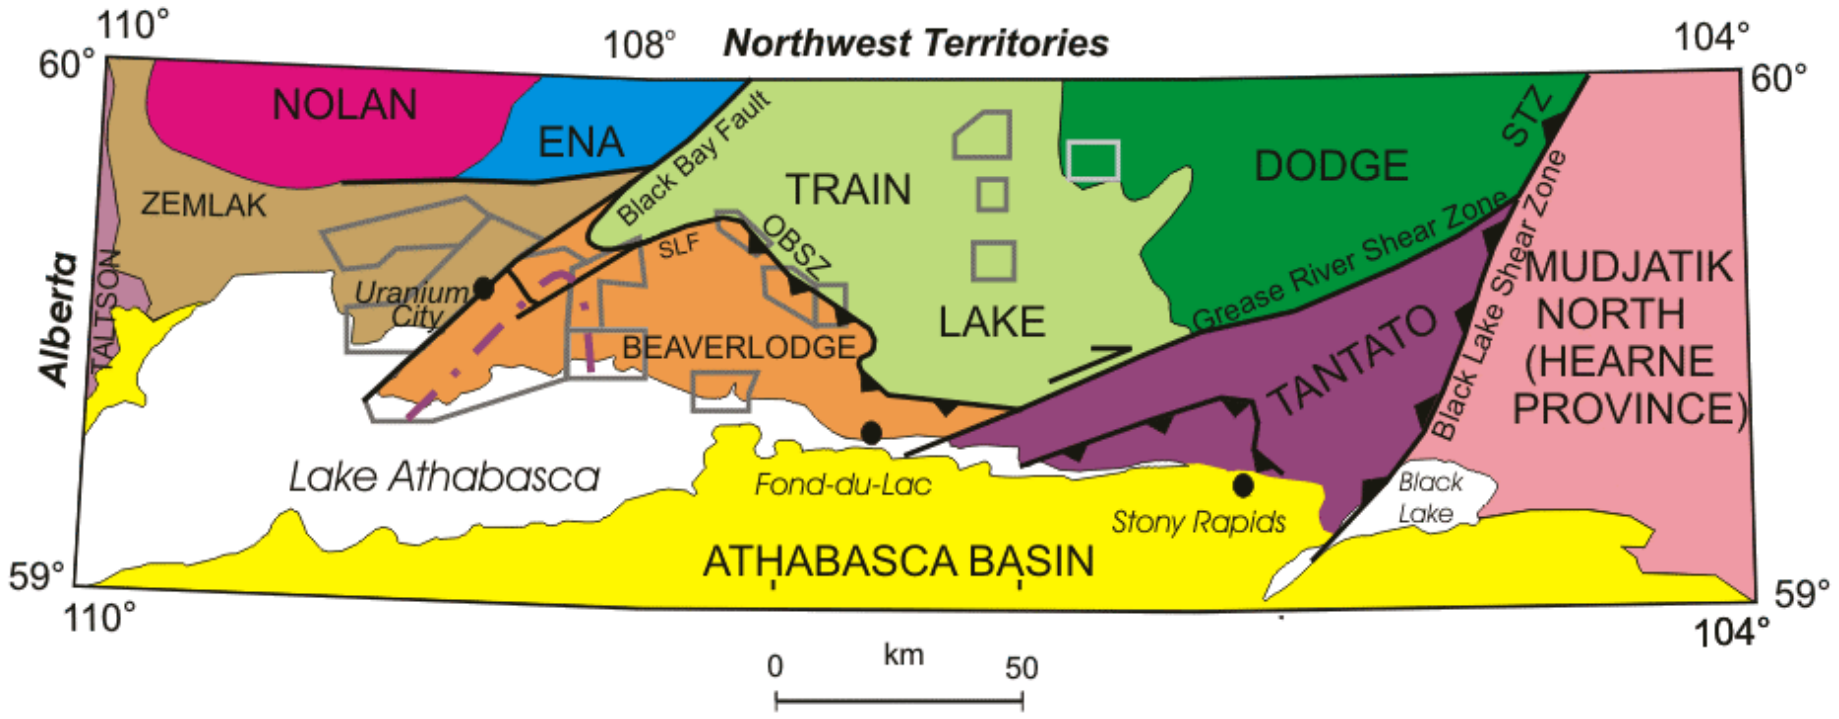 110°
108°
Northwest Territories
104°
60°
60°
NOLAN
ENA
Black Bay Fault
STZ
ZEMLAK
TRAIN
DODGE
SLF
OBSZ
Grease River Shear Zone
Black Lake Shear Zone
Alberta
TALTSON
Uranium
City
LAKE
BEAVERLODGE
TANTATO
MUDJATIK
NORTH
(HEARNE
PROVINCE)
Lake Athabasca
Fond-du-Lac
Stony Rapids
Black
Lake
ATHABASCA BASIN
59°
59°
110°
104°
km
0
50